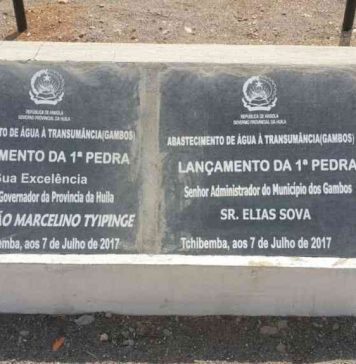 REPÚBLICA DE ANGOLA
GOVERNO PROVINCIAL DA HUÍLA
TO DE ÁGUA À TRANSUMÂNCIA(GAMBOS)
MENTO DA 1ª PEDRA
Sua Excelência
Governador da Provincia da Huíla
ÃO MARCELINO TYIPINGE
emba, aos 7 de Julho de 2017
REPÚBLICA DE ANGOLA
GOVERNO PROVINCIAL DA HUÍLA
ABASTECIMENTO DE ÁGUA À TRANSUMÂNCIA(GAMBOS)
LANÇAMENTO DA 1ª PEDRA
Senhor Administrador do Município dos Gambos
SR. ELIAS SOVA
Tchibemba, aos 7 de Julho de 2017